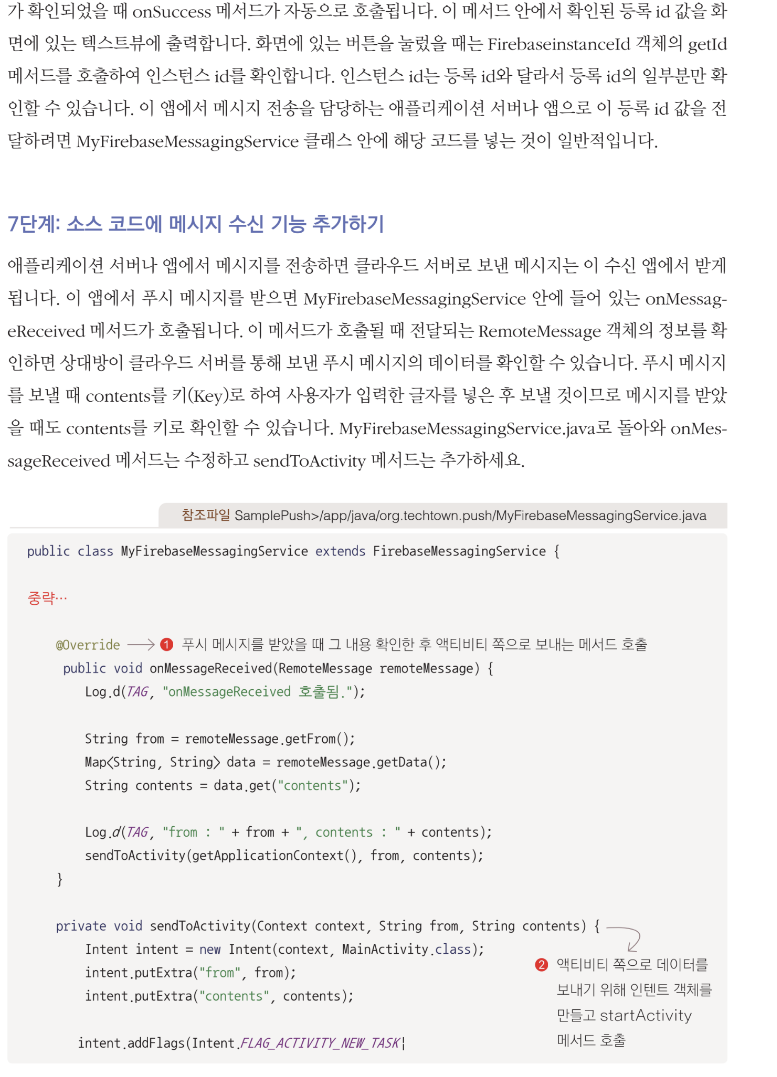 가 확인되었을 때 onSuccess 메서드가 자동으로 호출됩니다. 이 메서드 안에서 확인된 등록 id 값을 화
면에 있는 텍스트뷰에 출력합니다. 화면에 있는 버튼을 눌렀을 때는 FirebaseinstanceId 객체의 getId
메서드를 호출하여 인스턴스 id를 확인합니다. 인스턴스 id는 등록 id와 달라서 등록 id의 일부분만 확
인할 수 있습니다. 이 앱에서 메시지 전송을 담당하는 애플리케이션 서버나 앱으로 이 등록 id 값을 전
달하려면 MyFirebaseMessagingService 클래스 안에 해당 코드를 넣는 것이 일반적입니다.
7단계: 소스 코드에 메시지 수신 기능 추가하기
애플리케이션 서버나 앱에서 메시지를 전송하면 클라우드 서버로 보낸 메시지는 이 수신 앱에서 받게
됩니다. 이 앱에서 푸시 메시지를 받으면 MyFirebaseMessagingService 안에 들어 있는 onMessag-
eReceived 메서드가 호출됩니다. 이 메서드가 호출될 때 전달되는 RemoteMessage 객체의 정보를 확
인하면 상대방이 클라우드 서버를 통해 보낸 푸시 메시지의 데이터를 확인할 수 있습니다. 푸시 메시지
를 보낼 때 contents를 키(Key)로 하여 사용자가 입력한 글자를 넣은 후 보낼 것이므로 메시지를 받았
을 때도 contents를 키로 확인할 수 있습니다. MyFirebaseMessagingService.java로 돌아와 onMes-
sageReceived 메서드는 수정하고 sendToActivity 메서드는 추가하세요.
참조파일 SamplePush>/app/java/org.techtown.push/MyFirebaseMessagingService.java
public class MyFirebaseMessagingService extends FirebaseMessagingService {
중략…
@Override → ❶ 푸시 메시지를 받았을 때 그 내용 확인한 후 액티비티 쪽으로 보내는 메서드 호출
public void onMessageReceived(RemoteMessage remoteMessage) {
Log.d(TAG, "onMessageReceived 호출됨.");
String from = remoteMessage.getFrom();
Map<String, String> data = remoteMessage.getData();
String contents = data.get("contents");
Log.d(TAG, "from : " + from + ", contents : " + contents);
sendToActivity(getApplicationContext(), from, contents);
}
private void sendToActivity(Context context, String from, String contents) {
Intent intent = new Intent(context, MainActivity.class);
intent.putExtra("from", from);
intent.putExtra("contents", contents);
❷ 액티비티 쪽으로 데이터를
보내기 위해 인텐트 객체를
만들고 startActivity
메서드 호출
intent.addFlags(Intent.FLAG_ACTIVITY_NEW_TASK|